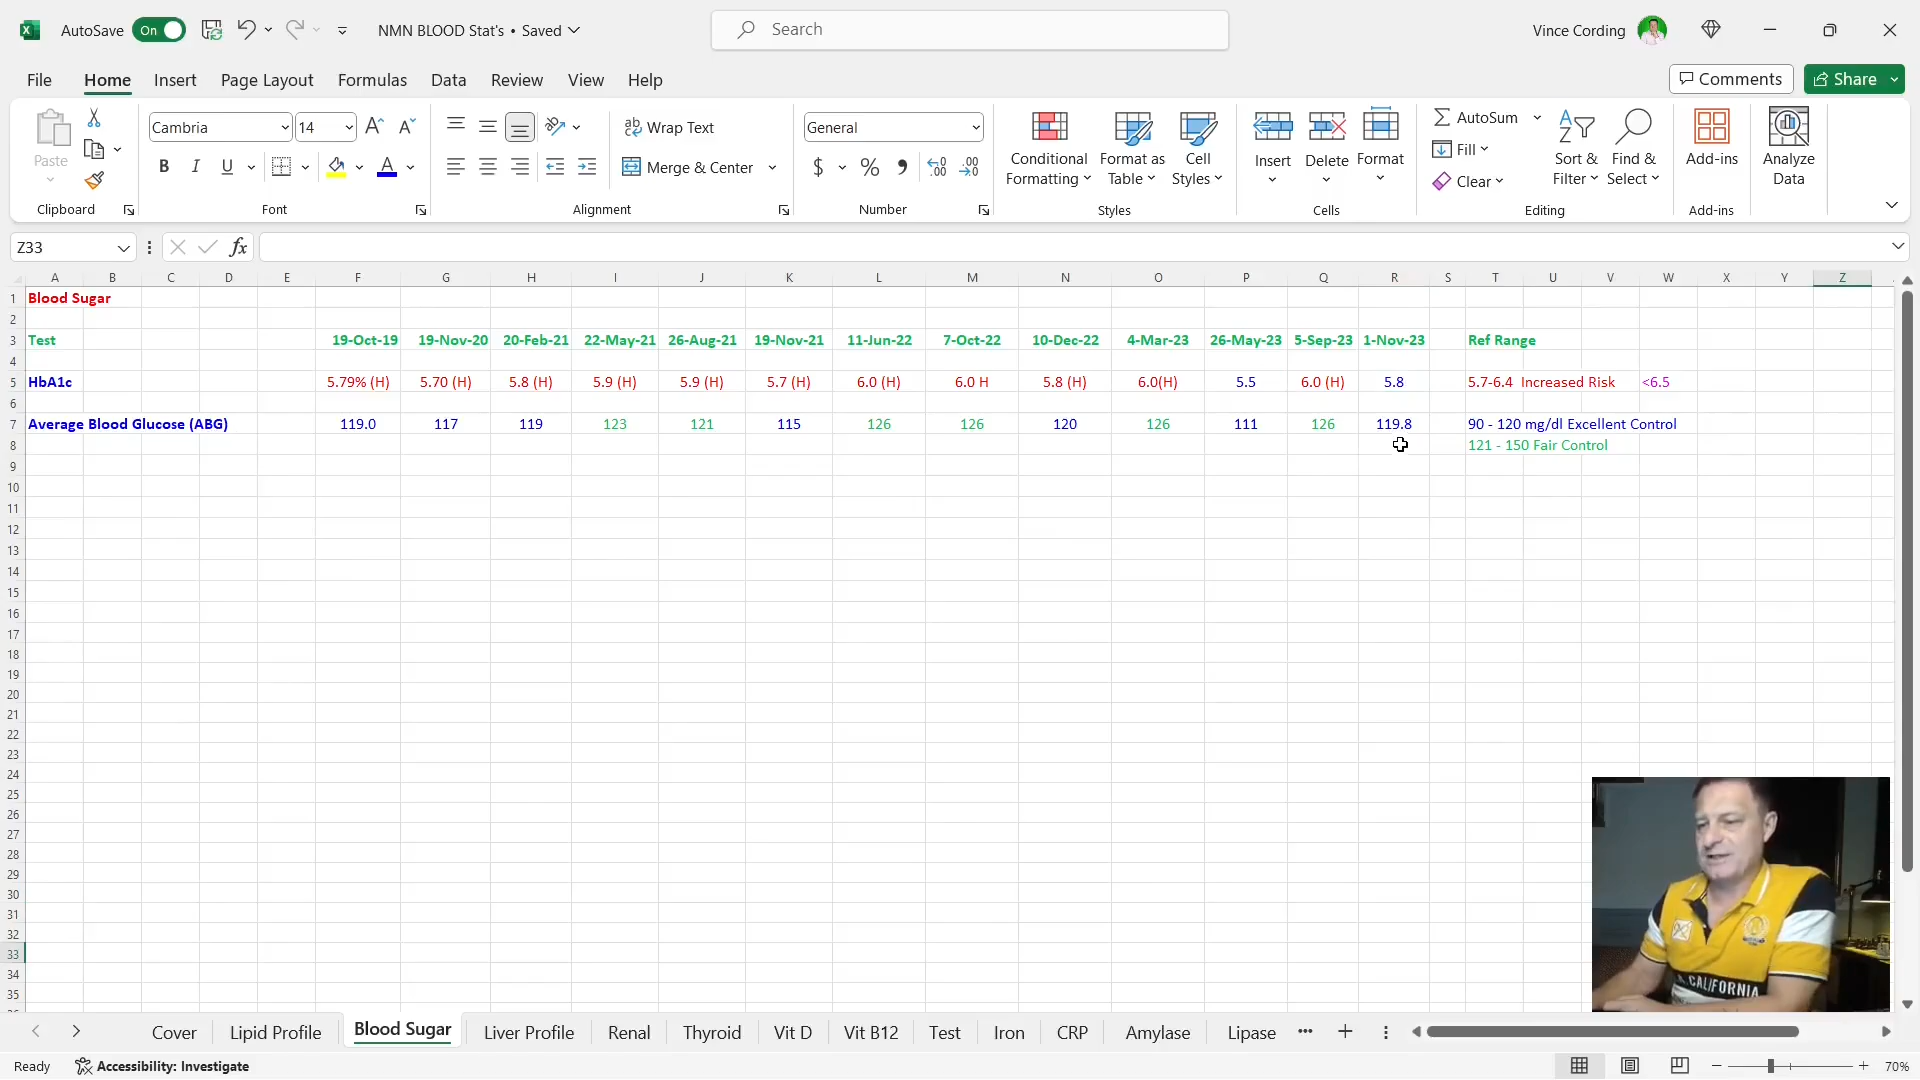 AutoSave On NMN BLOOD Stat's • Saved Search Vince Cording
File Home Insert Page Layout Formulas Data Review View Help Comments Share
Paste Cambria 14 Wrap Text General Conditional Formatting Format as Table Cell Styles Insert Delete Format AutoSum Sort & Filter Find & Select Add-ins Analyze Data
B I U A Merge & Center $ % Fill
Clear
Clipboard Font Alignment Number Styles Cells Editing Add-ins
Z33 fx
A B C D E F G H I J K L M N O P Q R S T U V W X Y Z
1 Blood Sugar
2
3 Test 19-Oct-19 19-Nov-20 20-Feb-21 22-May-21 26-Aug-21 19-Nov-21 11-Jun-22 7-Oct-22 10-Dec-22 4-Mar-23 26-May-23 5-Sep-23 1-Nov-23 Ref Range
4
5 HbA1c 5.79% (H) 5.70 (H) 5.8 (H) 5.9 (H) 5.9 (H) 5.7 (H) 6.0 (H) 6.0 H 5.8 (H) 6.0(H) 5.5 6.0 (H) 5.8 5.7-6.4 Increased Risk <6.5
6
7 Average Blood Glucose (ABG) 119.0 117 119 123 121 115 126 126 120 126 111 126 119.8 90 - 120 mg/dl Excellent Control
8 121 - 150 Fair Control
9
10
11
12
13
14
15
16
17
18
19
20
21
22
23
24
25
26
27
28
29
30
31
32
33
34
35
CALIFORNIA
Cover Lipid Profile Blood Sugar Liver Profile Renal Thyroid Vit D Vit B12 Test Iron CRP Amylase Lipase
Ready Accessibility: Investigate 70%